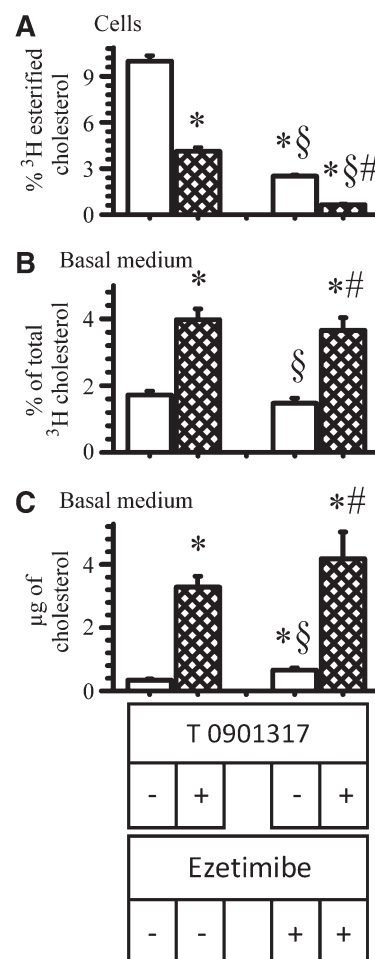 A Cells
% ³H esterified
cholesterol
9
6
3
0
*
*§
*§#
B Basal medium
% of total
³H cholesterol
4
2
0
*
§
*#
C Basal medium
µg of
cholesterol
4
2
0
*
*§
*#
T 0901317
- + - +
Ezetimibe
- - + +